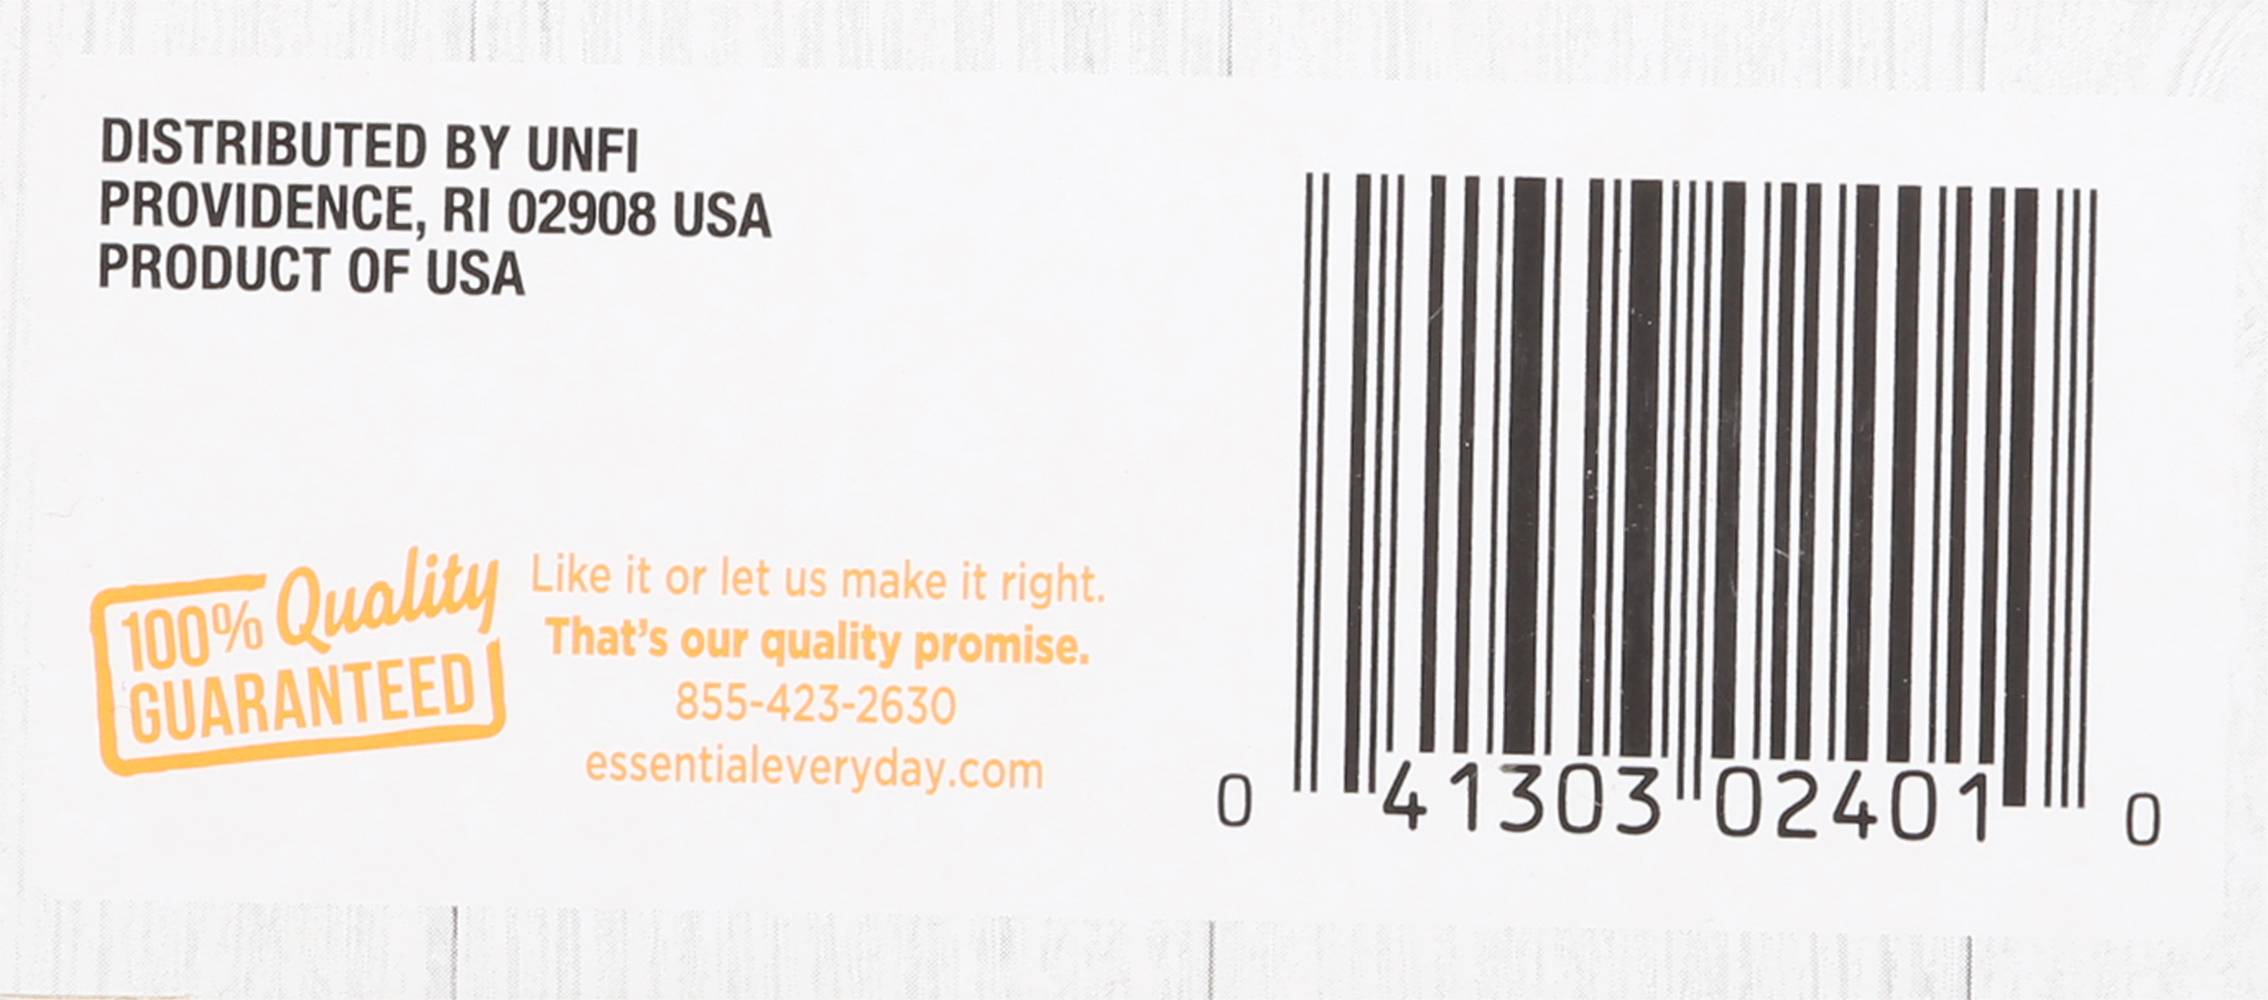 DISTRIBUTED BY UNFI
PROVIDENCE, RI 02908 USA
PRODUCT OF USA
100% Quality
GUARANTEED
Like it or let us make it right.
That's our quality promise.
855-423-2630
essentialeveryday.com
0 41303 02401 0